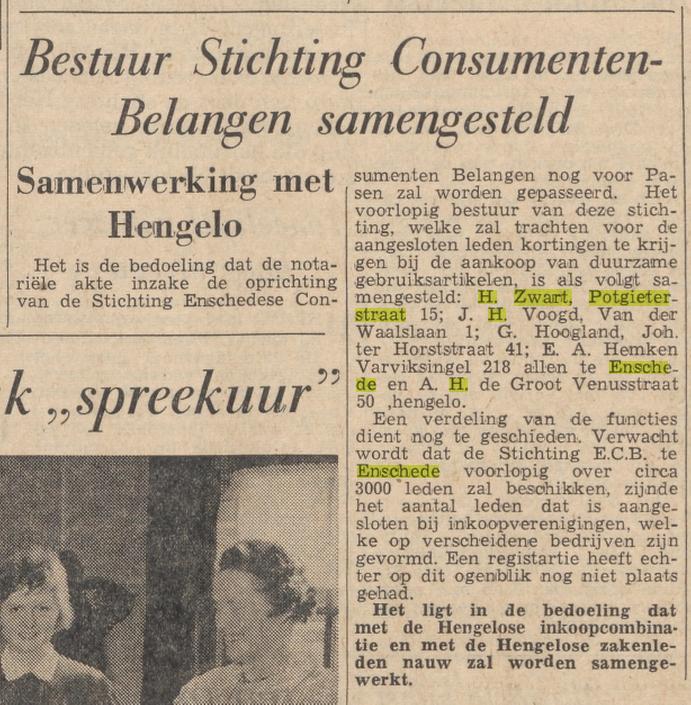 Bestuur Stichting Consumenten-
Belangen samengesteld
Samenwerking met
Hengelo
Het is de bedoeling dat de nota-
riële akte inzake de oprichting
van de Stichting Enschedese Con-
sumenten Belangen nog voor Pa-
sen zal worden gepasseerd. Het
voorlopig bestuur van deze stich-
ting, welke zal trachten voor de
aangesloten leden kortingen te krij-
gen bij de aankoop van duurzame
gebruiksartikelen, is als volgt sa-
mengesteld: H. Zwart, Potgieter-
straat 15; J. H. Voogd, Van der
Waalslaan 1; G. Hoogland, Joh.
ter Horststraat 41; E. A. Hemken
Varviksingel 218 allen te Ensche-
de en A. H. de Groot Venusstraat
50 ,hengelo.
Een verdeling van de functies
dient nog te geschieden. Verwacht
wordt dat de Stichting E.C.B. te
Enschede voorlopig over circa
3000 leden zal beschikken, zijnde
het aantal leden dat is aange-
sloten bij inkoopverenigingen, wel-
ke op verscheidene bedrijven zijn
gevormd. Een registartie heeft ech-
ter op dit ogenblik nog niet plaats
gehad.
Het ligt in de bedoeling dat
met de Hengelose inkoopcombina-
tie en met de Hengelose zakenle-
den nauw zal worden samenge-
werkt.
k „spreekuur”